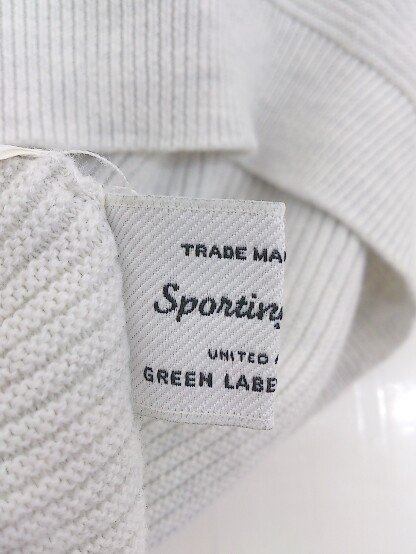 TRADE MA
Sporting
UNITED A
GREEN LABE